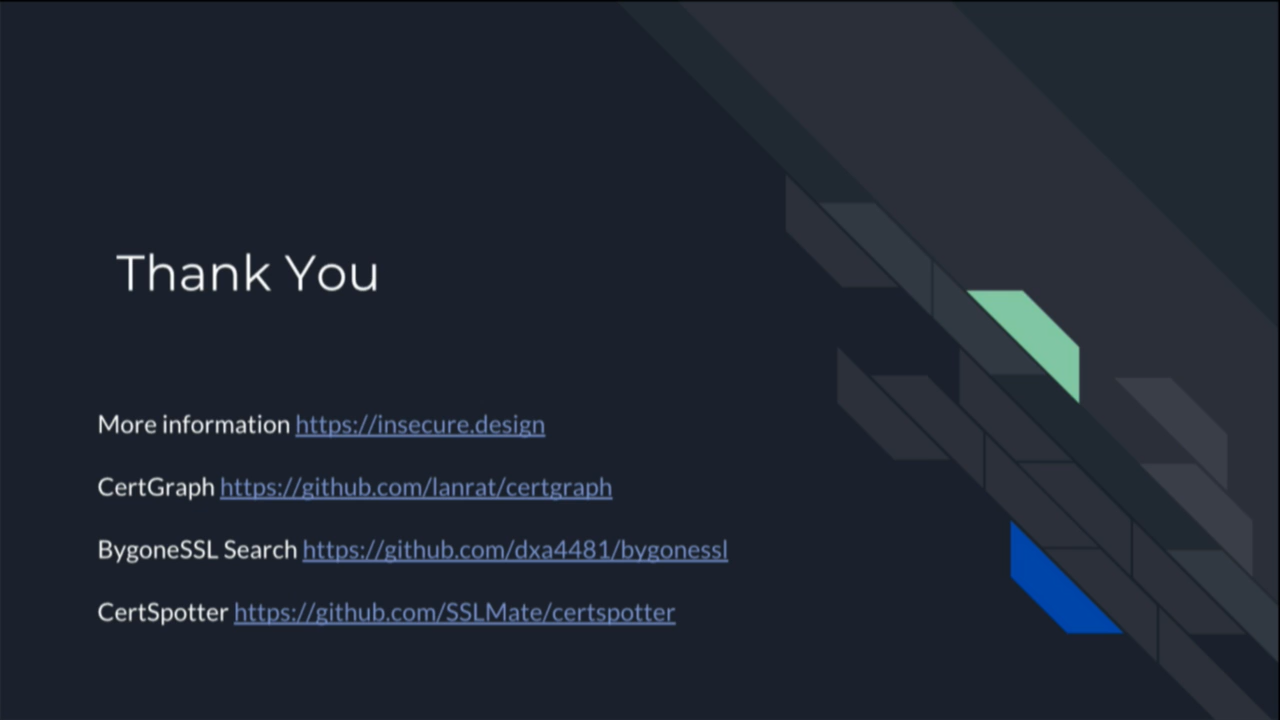 Thank You
More information https://insecure.design
CertGraph https://github.com/lanrat/certgraph
BygoneSSL Search https://github.com/dxa4481/bygonessl
CertSpotter https://github.com/SSLMate/certspotter